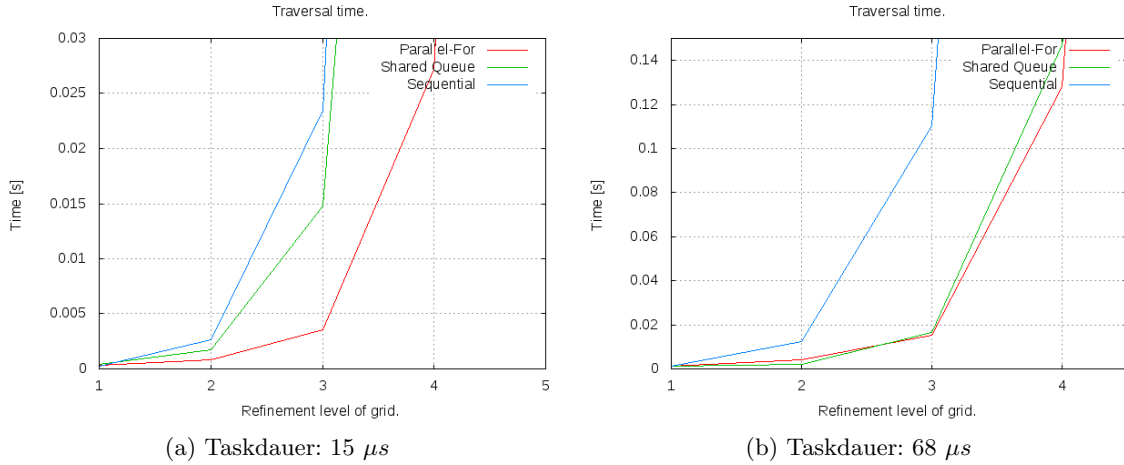 Traversal time.
0.03
0.025
0.02
0.015
0.01
0.005
0
Time [s]
Parallel-For
Shared Queue
Sequential
1 2 3 4 5
Refinement level of grid.
(a) Taskdauer: 15 μs
Traversal time.
0.14
0.12
0.1
0.08
0.06
0.04
0.02
0
Time [s]
Parallel-For
Shared Queue
Sequential
1 2 3 4
Refinement level of grid.
(b) Taskdauer: 68 μs